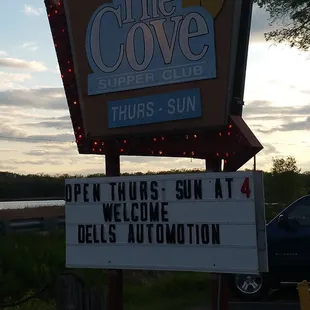 The
Cove
SUPPER CLUB
THURS - SUN
OPEN THURS - SUN AT 4
WELCOME
DELLS AUTOMOTION